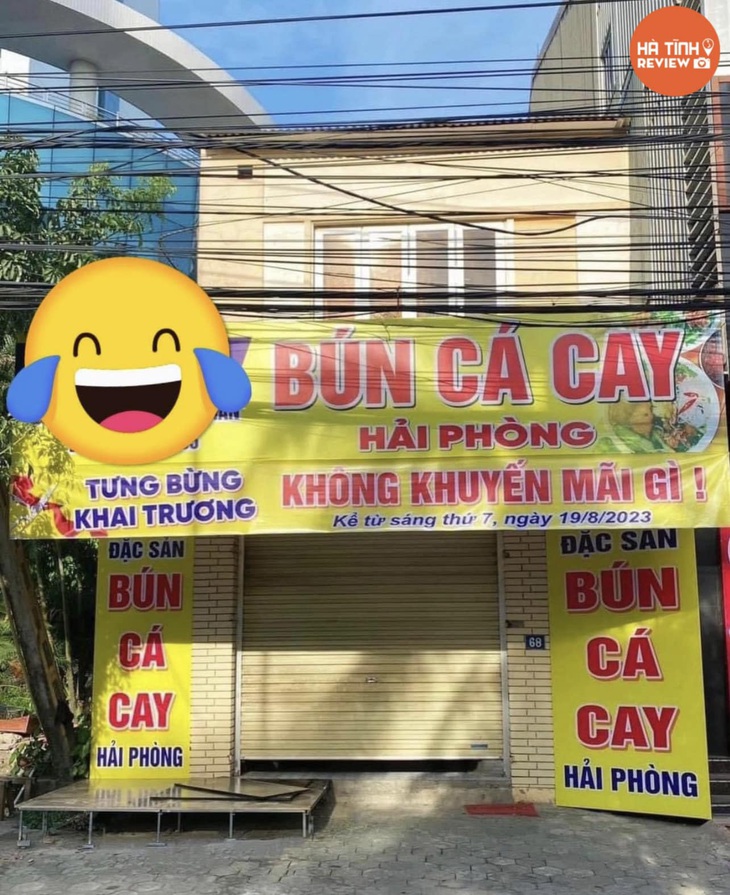 HÀ TĨNH
REVIEW
BÚN CÁ CAY
HẢI PHÒNG
TƯNG BỪNG
KHAI TRƯƠNG
KHÔNG KHUYẾN MÃI GÌ !
Kể từ sáng thứ 7, ngày 19/8/2023
ĐẶC SẢN
BÚN
CÁ
CAY
HẢI PHÒNG
68
ĐẶC SẢN
BÚN
CÁ
CAY
HẢI PHÒNG